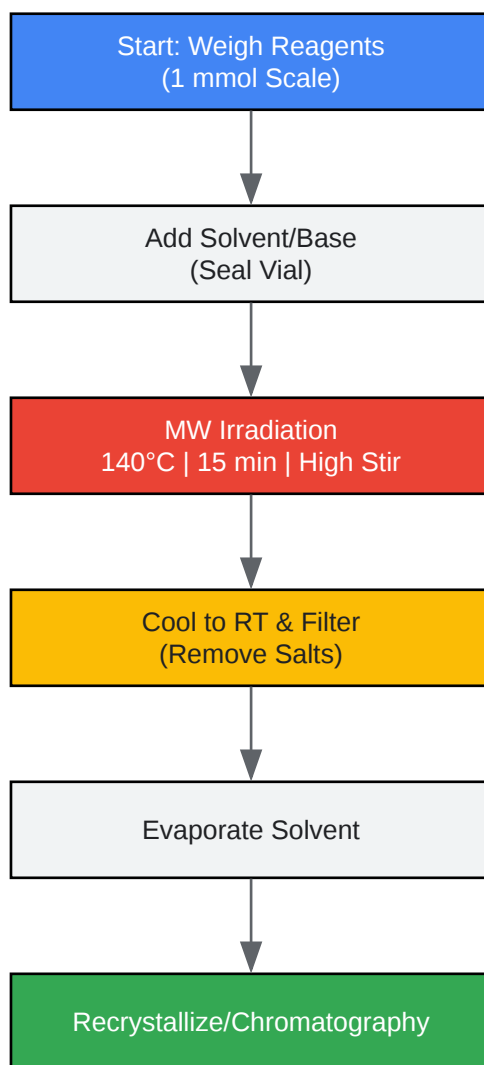 Start: Weigh Reagents
(1 mmol Scale)
Add Solvent/Base
(Seal Vial)
MW Irradiation
140°C | 15 min | High Stir
Cool to RT & Filter
(Remove Salts)
Evaporate Solvent
Recrystallize/Chromatography